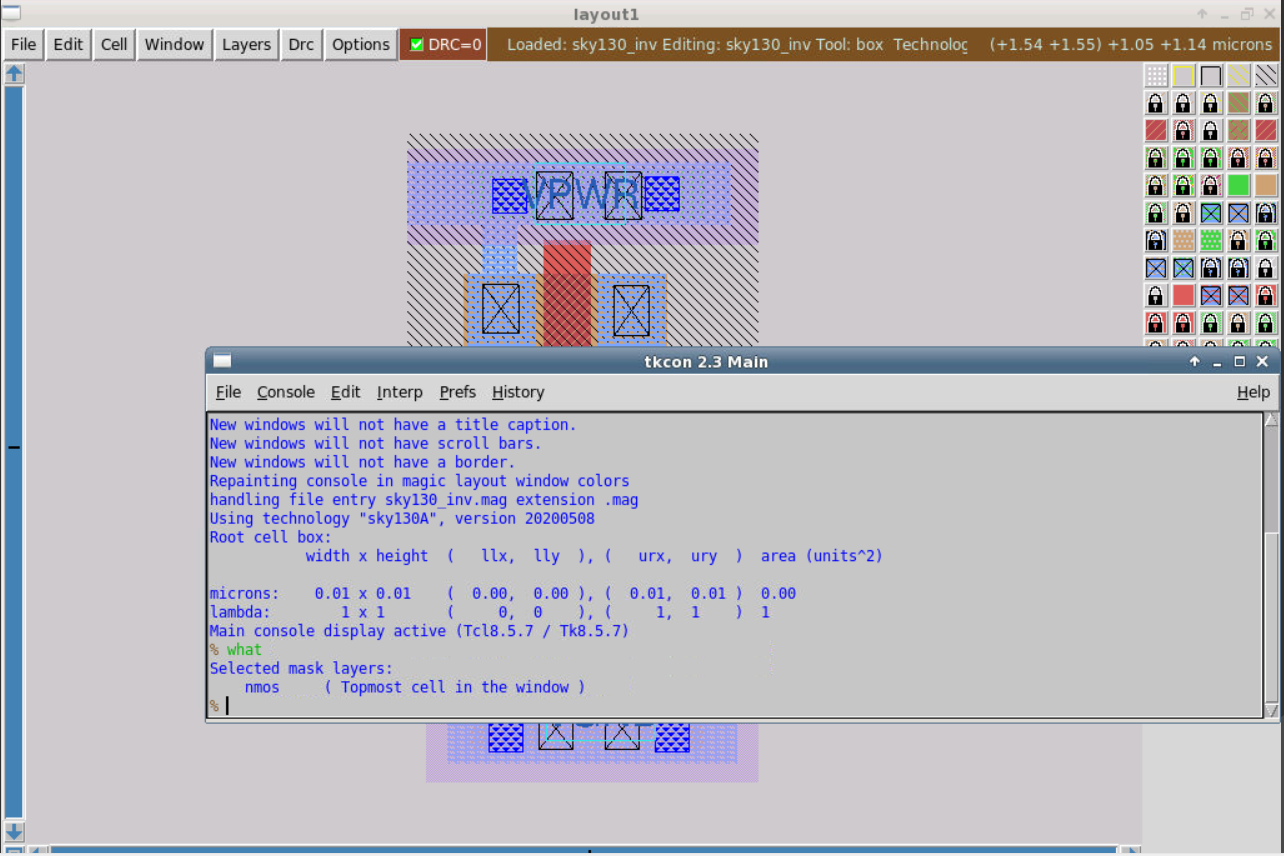 layout1
File Edit Cell Window Layers Drc Options DRC=0 Loaded: sky130_inv Editing: sky130_inv Tool: box Technolog (+1.54 +1.55) +1.05 +1.14 microns
VPWR
tkcon 2.3 Main
File Console Edit Interp Prefs History Help
New windows will not have a title caption.
New windows will not have scroll bars.
New windows will not have a border.
Repainting console in magic layout window colors
handling file entry sky130_inv.mag extension .mag
Using technology "sky130A", version 20200508
Root cell box:
width x height ( llx, lly ), ( urx, ury ) area (units^2)
microns: 0.01 x 0.01 ( 0.00, 0.00 ), ( 0.01, 0.01 ) 0.00
lambda: 1 x 1 ( 0, 0 ), ( 1, 1 ) 1
Main console display active (Tcl8.5.7 / Tk8.5.7)
% what
Selected mask layers:
nmos ( Topmost cell in the window )
%